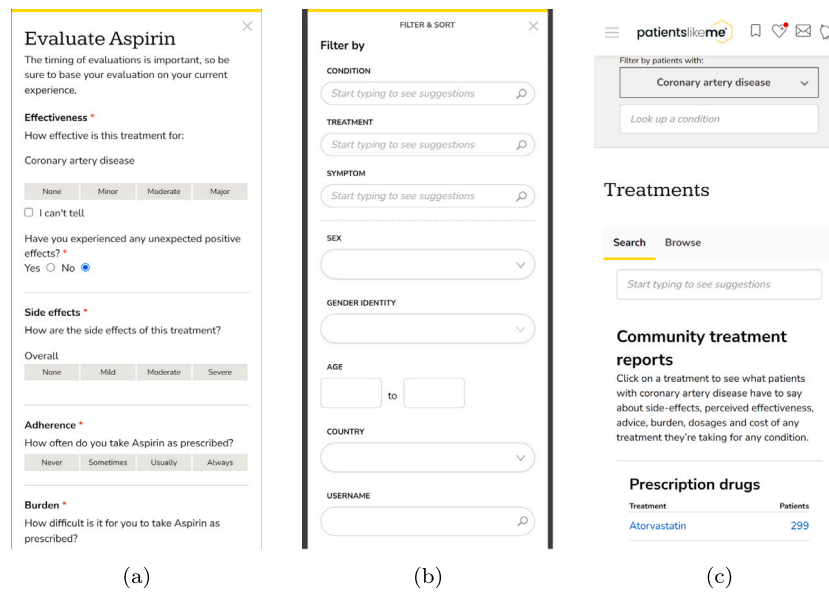 Evaluate Aspirin
The timing of evaluations is important, so be
sure to base your evaluation on your current
experience.
Effectiveness *
How effective is this treatment for:
Coronary artery disease
None Minor Moderate Major
I can't tell
Have you experienced any unexpected positive
effects? *
Yes No
Side effects *
How are the side effects of this treatment?
Overall
None Mild Moderate Severe
Adherence *
How often do you take Aspirin as prescribed?
Never Sometimes Usually Always
Burden *
How difficult is it for you to take Aspirin as
prescribed?
(a)
FILTER & SORT
Filter by
CONDITION
Start typing to see suggestions
TREATMENT
Start typing to see suggestions
SYMPTOM
Start typing to see suggestions
SEX
GENDER IDENTITY
AGE
to
COUNTRY
USERNAME
(b)
patientslikeme
Filter by patients with:
Coronary artery disease
Look up a condition
Treatments
Search Browse
Start typing to see suggestions
Community treatment
reports
Click on a treatment to see what patients
with coronary artery disease have to say
about side-effects, perceived effectiveness,
advice, burden, dosages and cost of any
treatment they're taking for any condition.
Prescription drugs
Treatment Patients
Atorvastatin 299
(c)